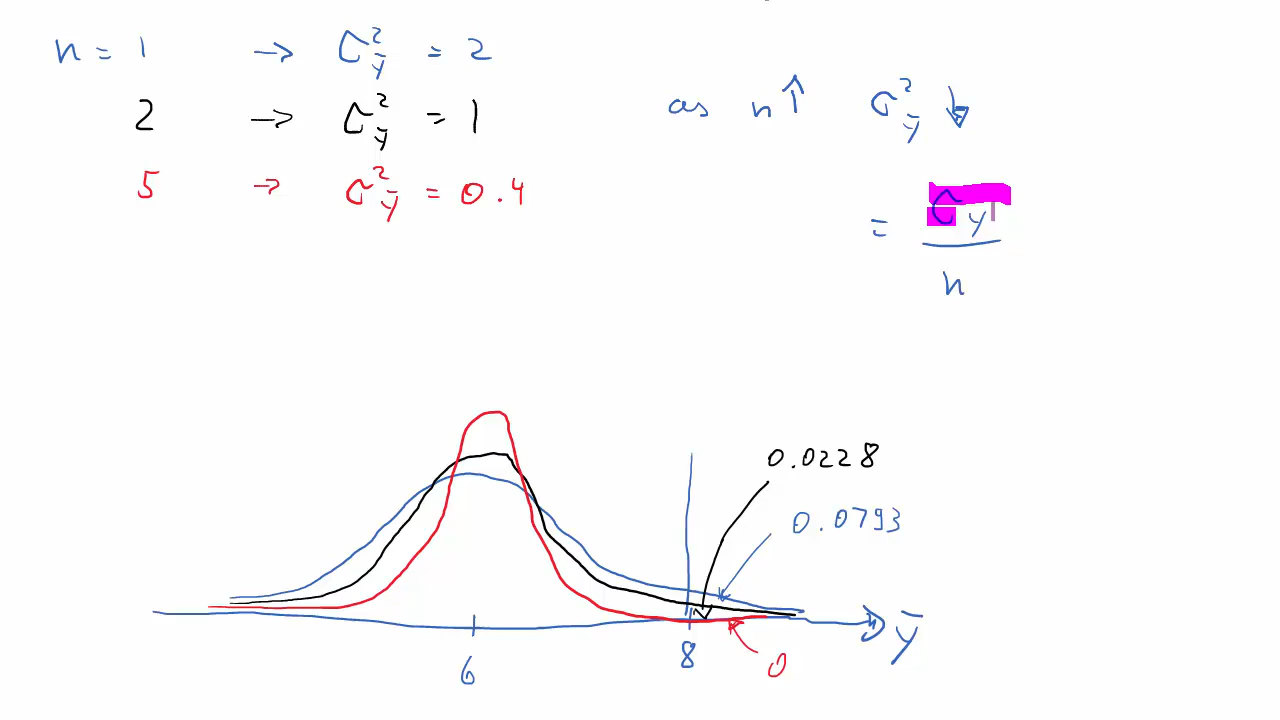 n = 1 → σ²ȳ = 2
2 → σ²ȳ = 1
5 → σ²ȳ = 0.4
as n ↑ σ²ȳ ↓
= σ y
n
0.0228
0.0793
ȳ
6 8 0